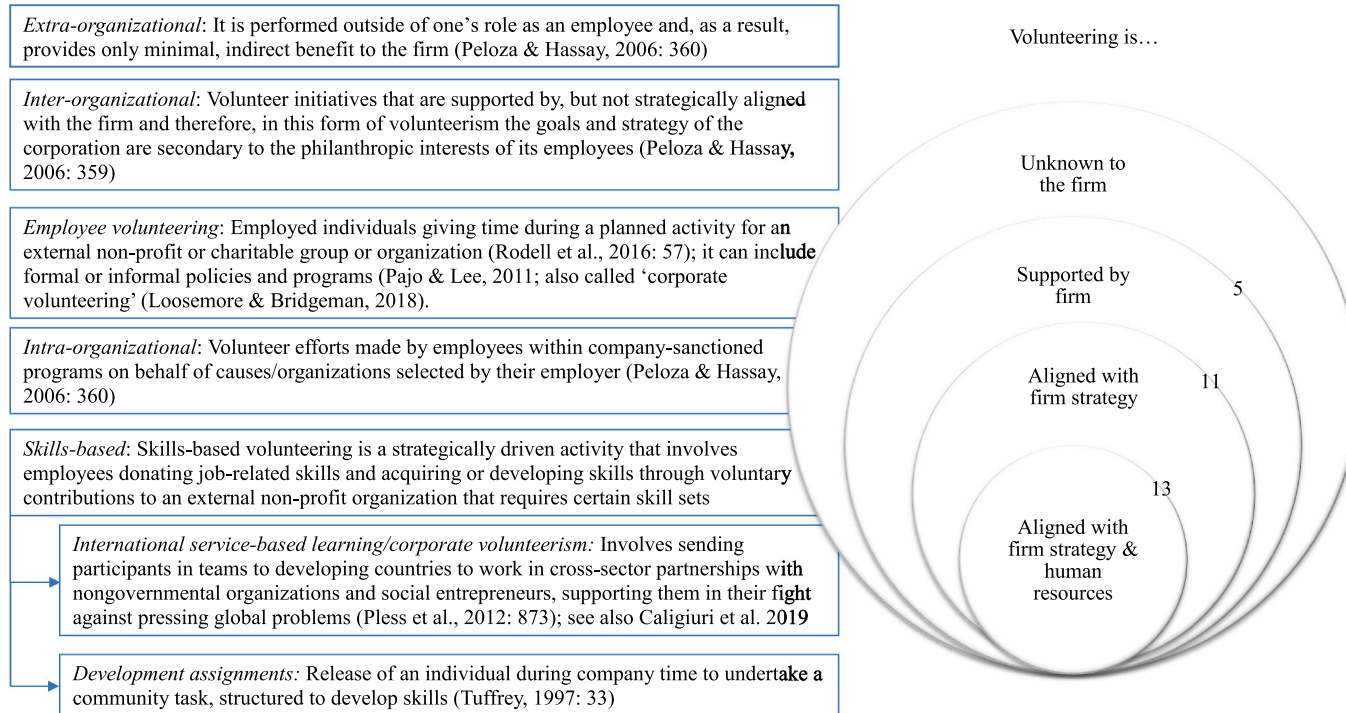 Extra-organizational: It is performed outside of one’s role as an employee and, as a result,
provides only minimal, indirect benefit to the firm (Peloza & Hassay, 2006: 360)
Inter-organizational: Volunteer initiatives that are supported by, but not strategically aligned
with the firm and therefore, in this form of volunteerism the goals and strategy of the
corporation are secondary to the philanthropic interests of its employees (Peloza & Hassay,
2006: 359)
Employee volunteering: Employed individuals giving time during a planned activity for an
external non-profit or charitable group or organization (Rodell et al., 2016: 57); it can include
formal or informal policies and programs (Pajo & Lee, 2011; also called ‘corporate
volunteering’ (Loosemore & Bridgeman, 2018).
Intra-organizational: Volunteer efforts made by employees within company-sanctioned
programs on behalf of causes/organizations selected by their employer (Peloza & Hassay,
2006: 360)
Skills-based: Skills-based volunteering is a strategically driven activity that involves
employees donating job-related skills and acquiring or developing skills through voluntary
contributions to an external non-profit organization that requires certain skill sets
International service-based learning/corporate volunteerism: Involves sending
participants in teams to developing countries to work in cross-sector partnerships with
nongovernmental organizations and social entrepreneurs, supporting them in their fight
against pressing global problems (Pless et al., 2012: 873); see also Caligiuri et al. 2019
Development assignments: Release of an individual during company time to undertake a
community task, structured to develop skills (Tuffrey, 1997: 33)
Volunteering is…
Unknown to
the firm
Supported by
firm
5
Aligned with
firm strategy
11
13
Aligned with
firm strategy &
human
resources